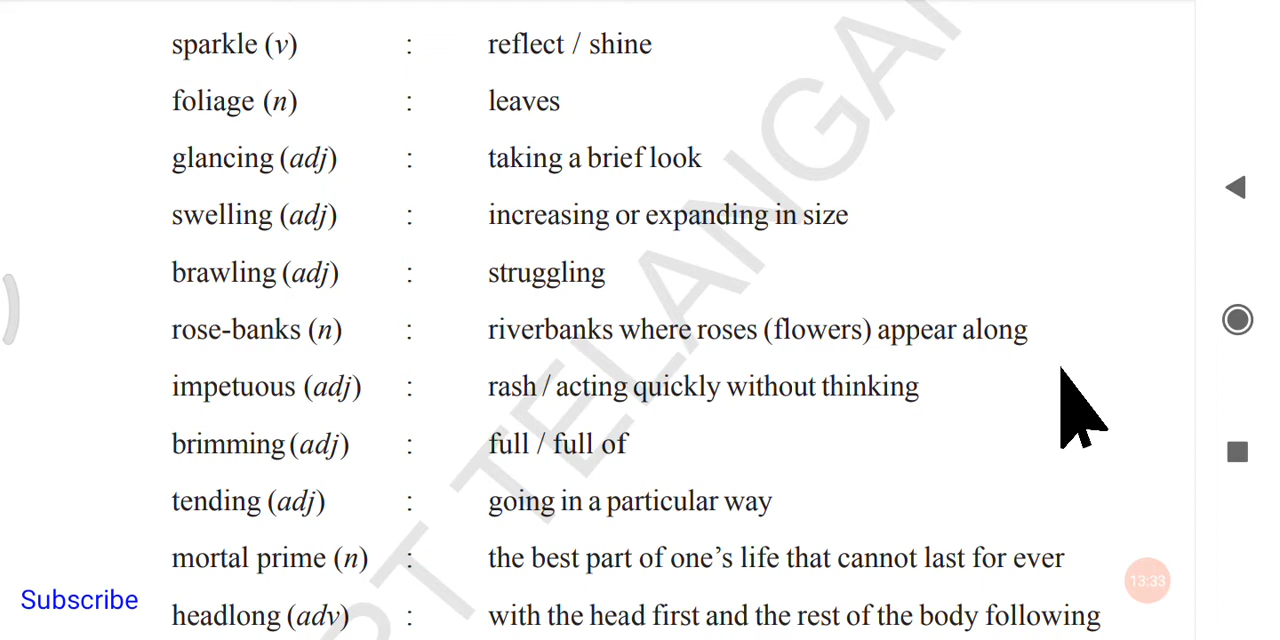 sparkle (v) : reflect / shine
foliage (n) : leaves
glancing (adj) : taking a brief look
swelling (adj) : increasing or expanding in size
brawling (adj) : struggling
rose-banks (n) : riverbanks where roses (flowers) appear along
impetuous (adj) : rash / acting quickly without thinking
brimming (adj) : full / full of
tending (adj) : going in a particular way
mortal prime (n) : the best part of one’s life that cannot last for ever
headlong (adv) : with the head first and the rest of the body following
Subscribe
13:33